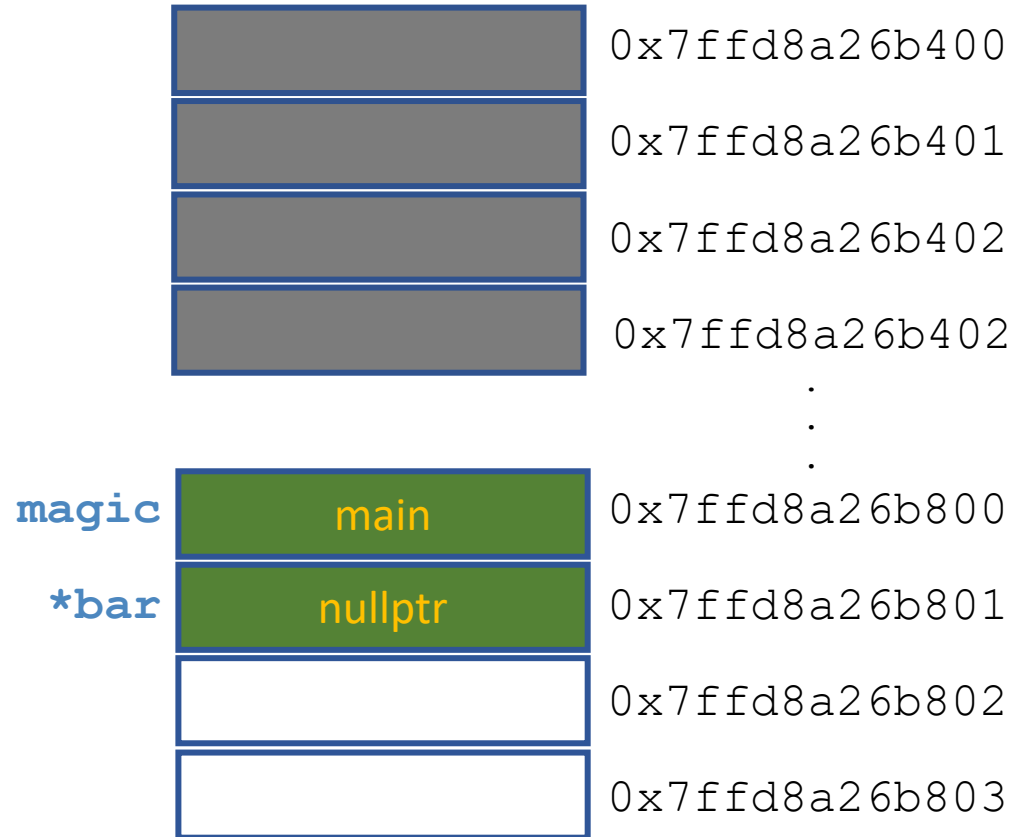 0x7ffd8a26b400
0x7ffd8a26b401
0x7ffd8a26b402
0x7ffd8a26b402
.
.
.
magic main 0x7ffd8a26b800
*bar nullptr 0x7ffd8a26b801
0x7ffd8a26b802
0x7ffd8a26b803